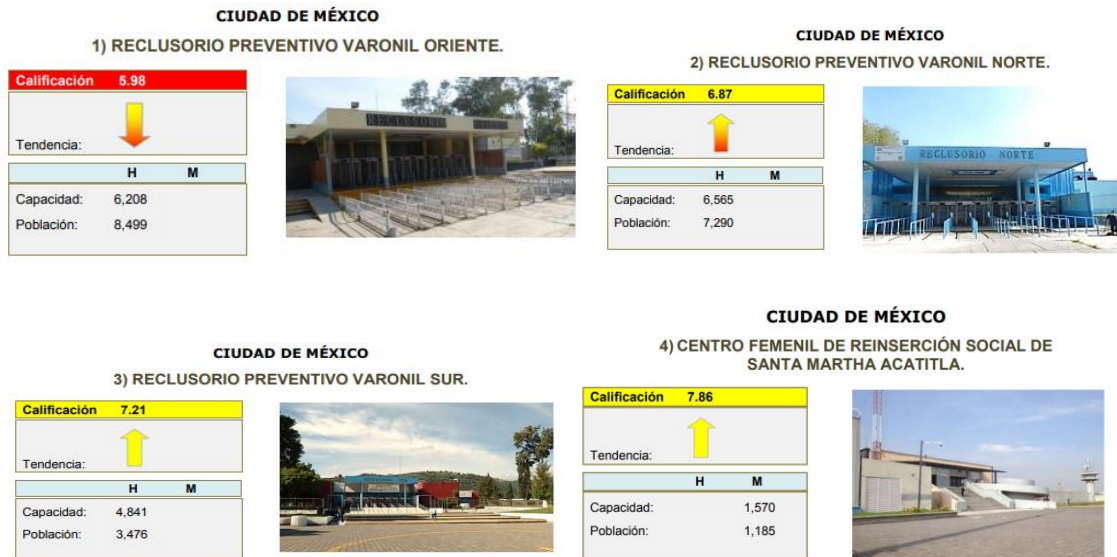 CIUDAD DE MÉXICO
1) RECLUSORIO PREVENTIVO VARONIL ORIENTE.
Calificación 5.98
Tendencia:
H M
Capacidad: 6,208
Población: 8,499
RECLUSORIO
CIUDAD DE MÉXICO
2) RECLUSORIO PREVENTIVO VARONIL NORTE.
Calificación 6.87
Tendencia:
H M
Capacidad: 6,565
Población: 7,290
RECLUSORIO NORTE
CIUDAD DE MÉXICO
3) RECLUSORIO PREVENTIVO VARONIL SUR.
Calificación 7.21
Tendencia:
H M
Capacidad: 4,841
Población: 3,476
CIUDAD DE MÉXICO
4) CENTRO FEMENIL DE REINSERCIÓN SOCIAL DE
SANTA MARTHA ACATITLA.
Calificación 7.86
Tendencia:
H M
Capacidad: 1,570
Población: 1,185